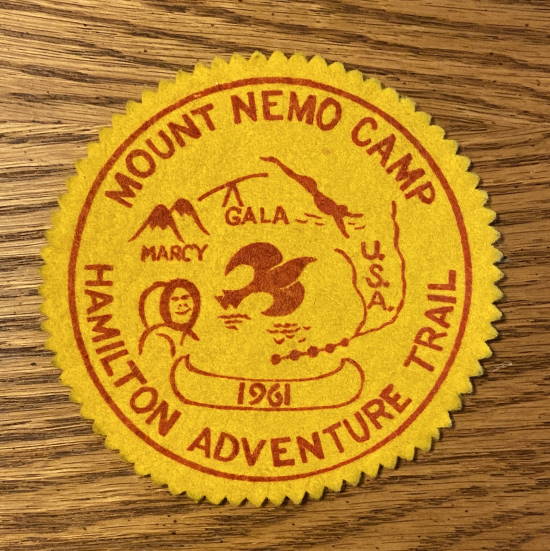 MOUNT NEMO CAMP
GALA
MARCY
U.S.A.
1961
HAMILTON ADVENTURE TRAIL